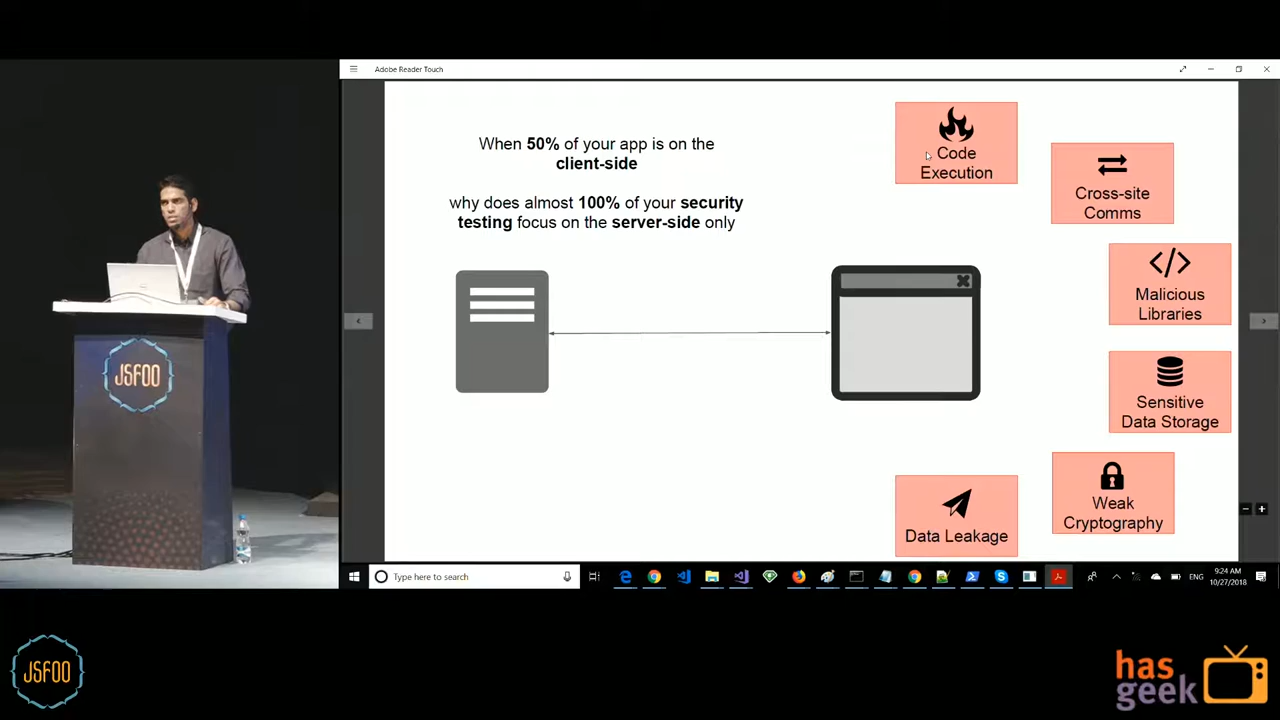 Adobe Reader Touch
When 50% of your app is on the
client-side
why does almost 100% of your security
testing focus on the server-side only
Code
Execution
Cross-site
Comms
Malicious
Libraries
Sensitive
Data Storage
Weak
Cryptography
Data Leakage
JSFOO
Type here to search
ENG
9:24 AM
10/27/2018
JSFOO
has
geek